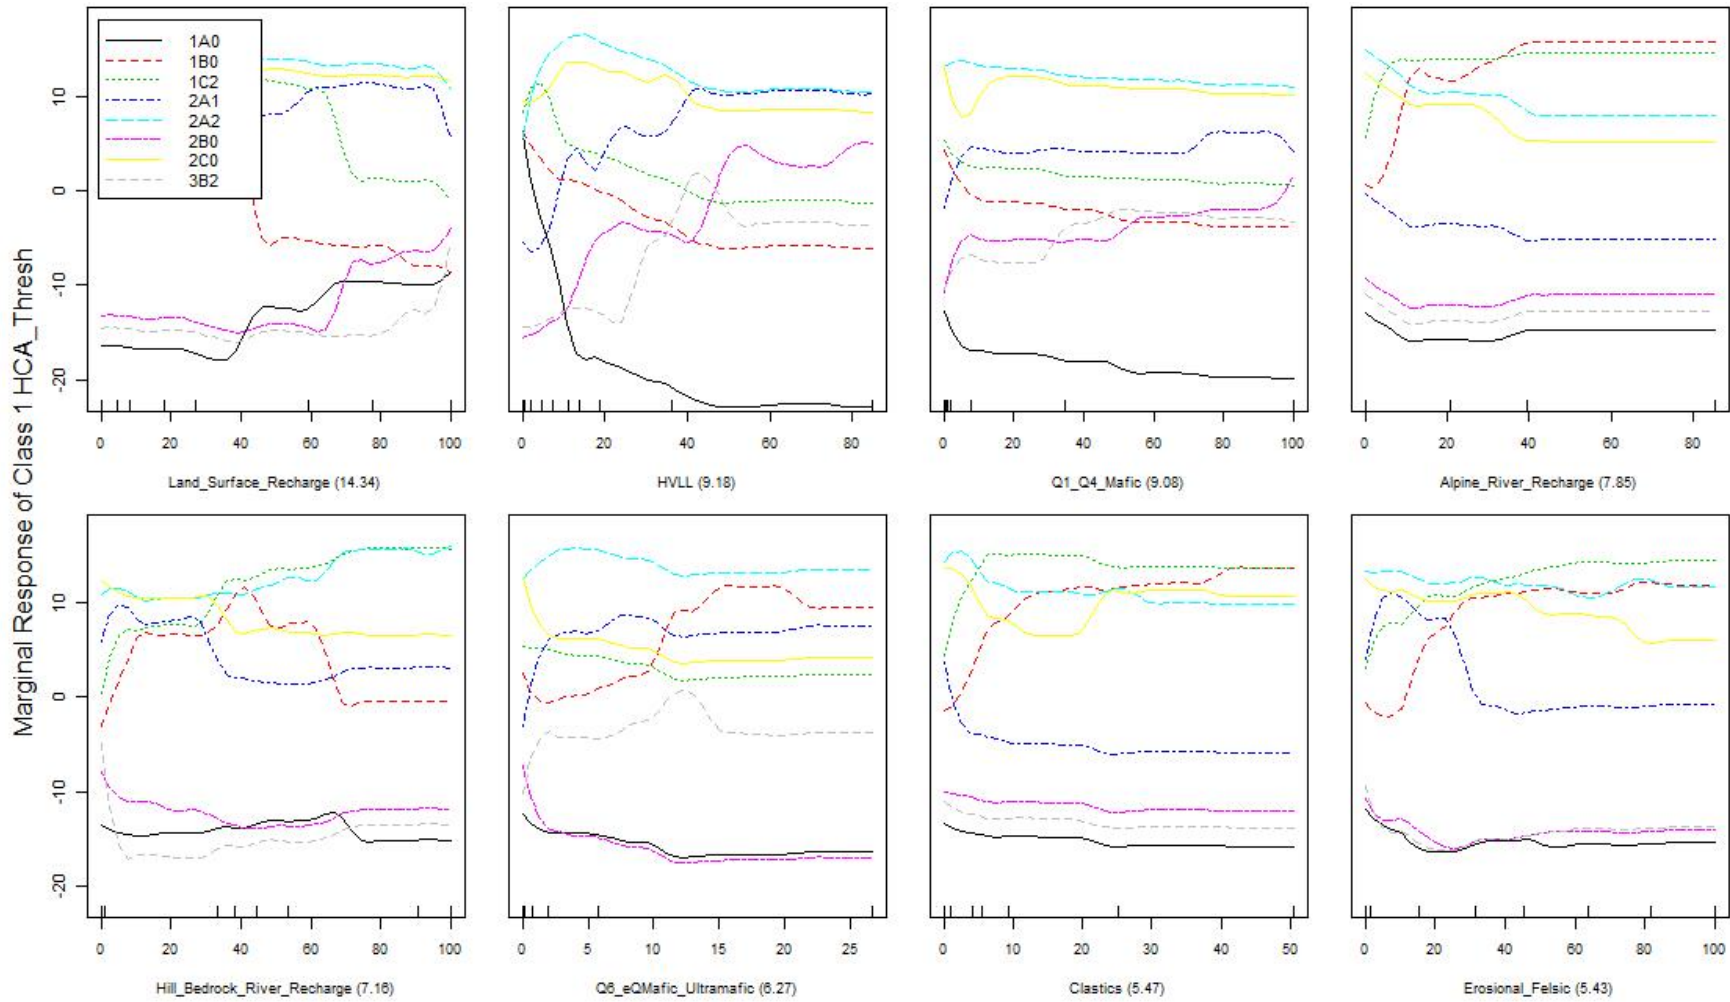 Marginal Response of Class 1 HCA_Thresh
1A0
1B0
1C2
2A1
2A2
2B0
2C0
3B2
10
0
-10
-20
0 20 40 60 80 100
0 20 40 60 80
0 20 40 60 80 100
0 20 40 60 80
Land_Surface_Recharge (14.34)
HVLL (9.18)
Q1_Q4_Mafic (9.08)
Alpine_River_Recharge (7.85)
10
0
-10
-20
0 20 40 60 80 100
0 5 10 15 20 25
0 10 20 30 40 50
0 20 40 60 80 100
Hill_Bedrock_River_Recharge (7.16)
Q6_eQMafic_Ultramafic (6.27)
Clastics (5.47)
Erosional_Felsic (5.43)